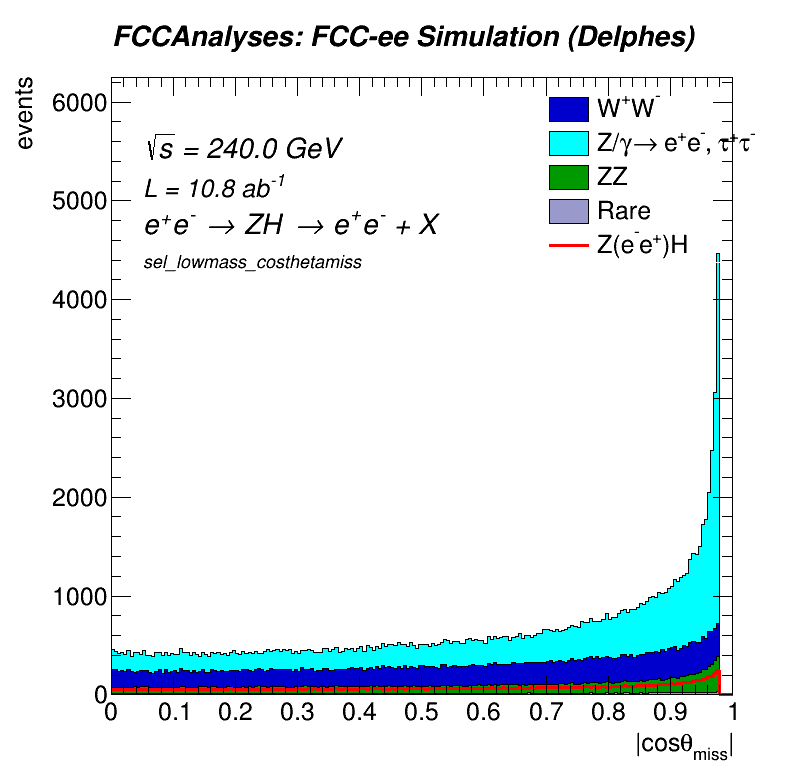 FCCAnalyses: FCC-ee Simulation (Delphes)
events
√s = 240.0 GeV
L = 10.8 ab⁻¹
e⁺e⁻ → ZH → e⁺e⁻ + X
sel_lowmass_costhetamiss
W⁺W⁻
Z/γ→ e⁺e⁻, τ⁺τ⁻
ZZ
Rare
Z(e⁻e⁺)H
6000
5000
4000
3000
2000
1000
0
0 0.1 0.2 0.3 0.4 0.5 0.6 0.7 0.8 0.9 1
|cosθmiss|